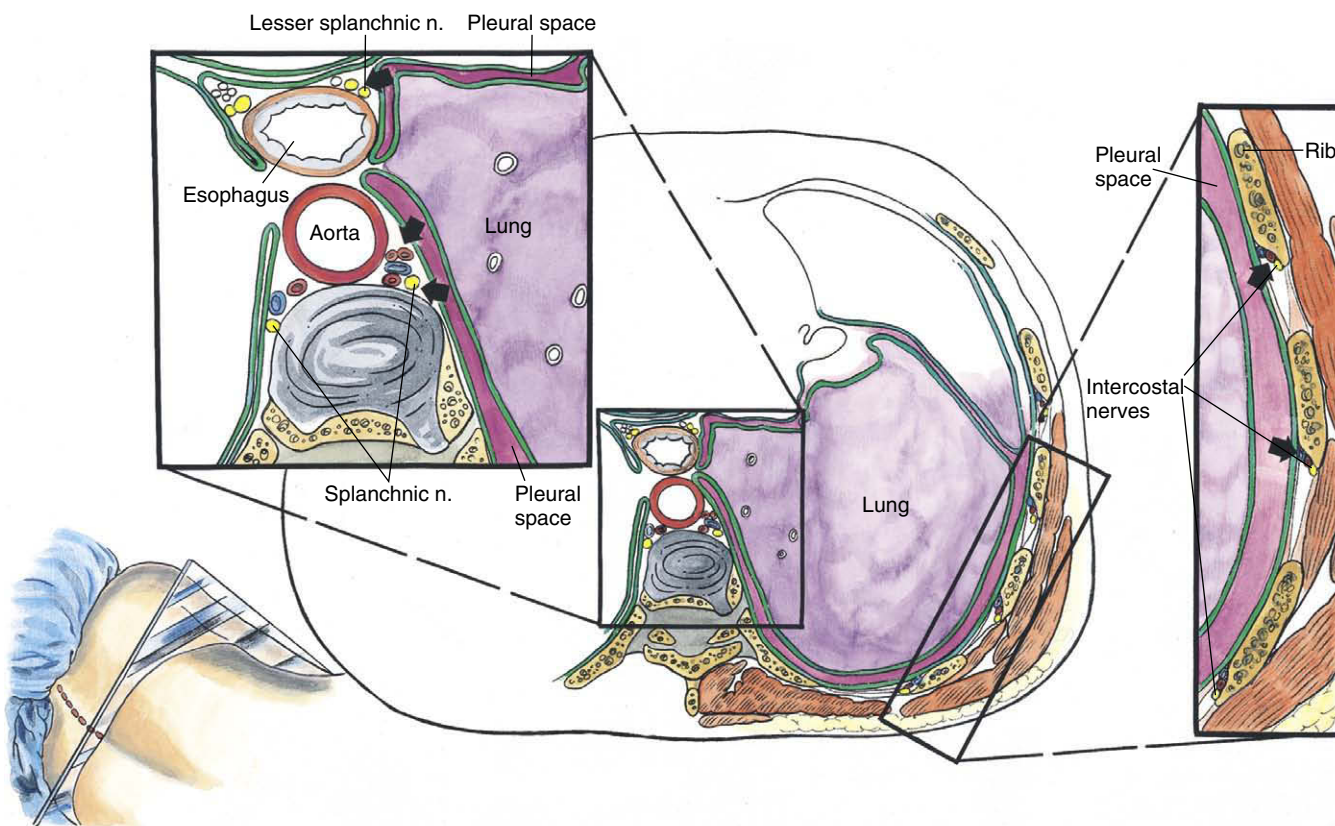 Lesser splanchnic n.
Pleural space
Esophagus
Aorta
Lung
Splanchnic n.
Pleural
space
Lung
Pleural
space
Rib
Intercostal
nerves